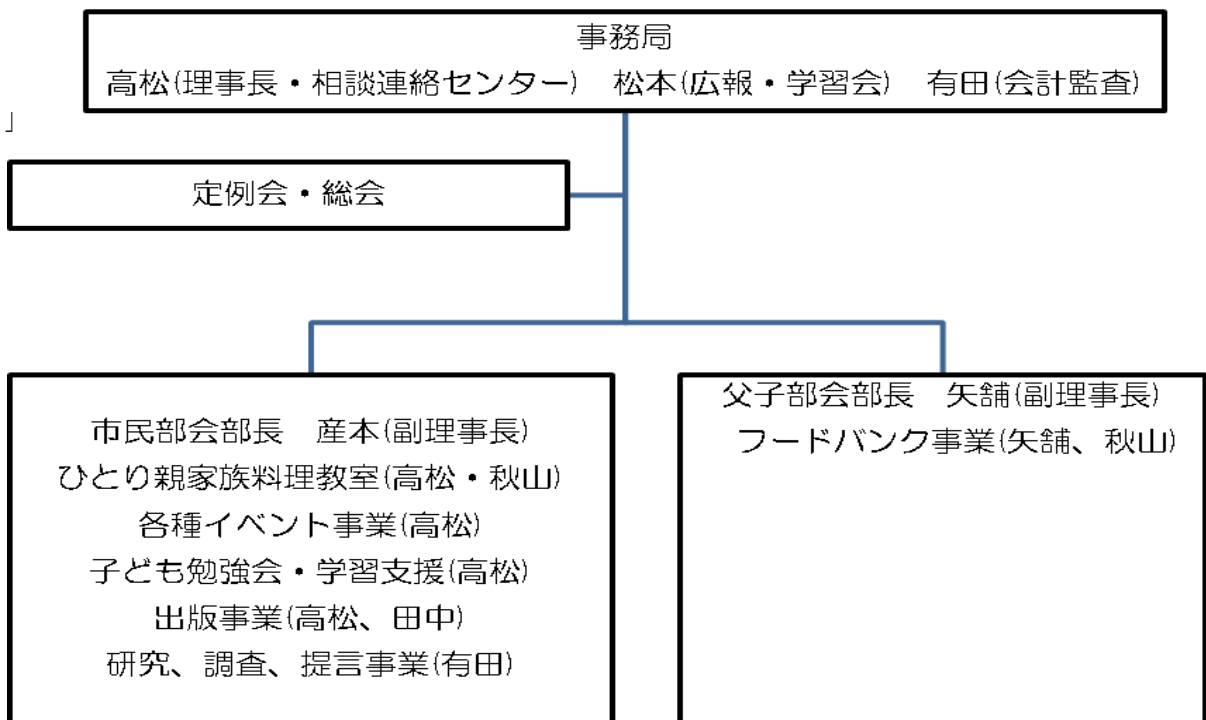 事務局
高松(理事長・相談連絡センター)　松本(広報・学習会)　有田(会計監査)
」
定例会・総会
市民部会部長　産本(副理事長)
ひとり親家族料理教室(高松・秋山)
各種イベント事業(高松)
子ども勉強会・学習支援(高松)
出版事業(高松、田中)
研究、調査、提言事業(有田)
父子部会部長　矢舗(副理事長)
フードバンク事業(矢舗、秋山)